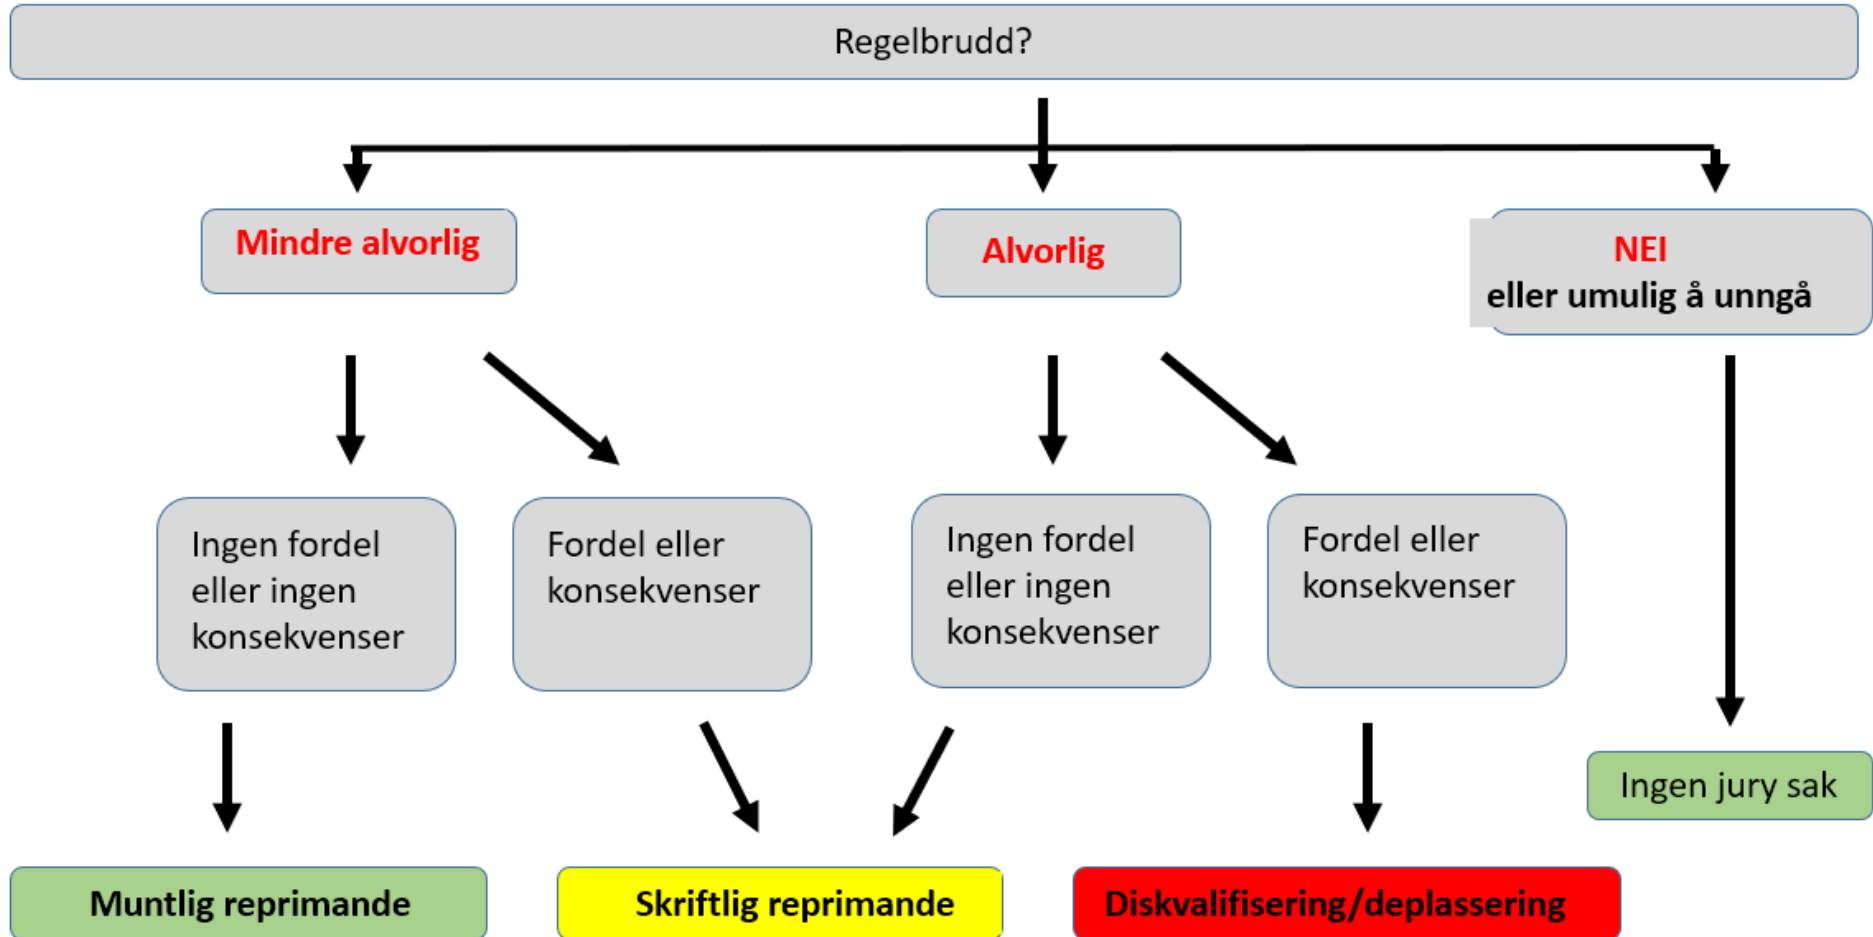 Regelbrudd?
Mindre alvorlig
Alvorlig
NEI
eller umulig å unngå
Ingen fordel
eller ingen
konsekvenser
Fordel eller
konsekvenser
Ingen fordel
eller ingen
konsekvenser
Fordel eller
konsekvenser
Ingen jury sak
Muntlig reprimande
Skriftlig reprimande
Diskvalifisering/deplassering